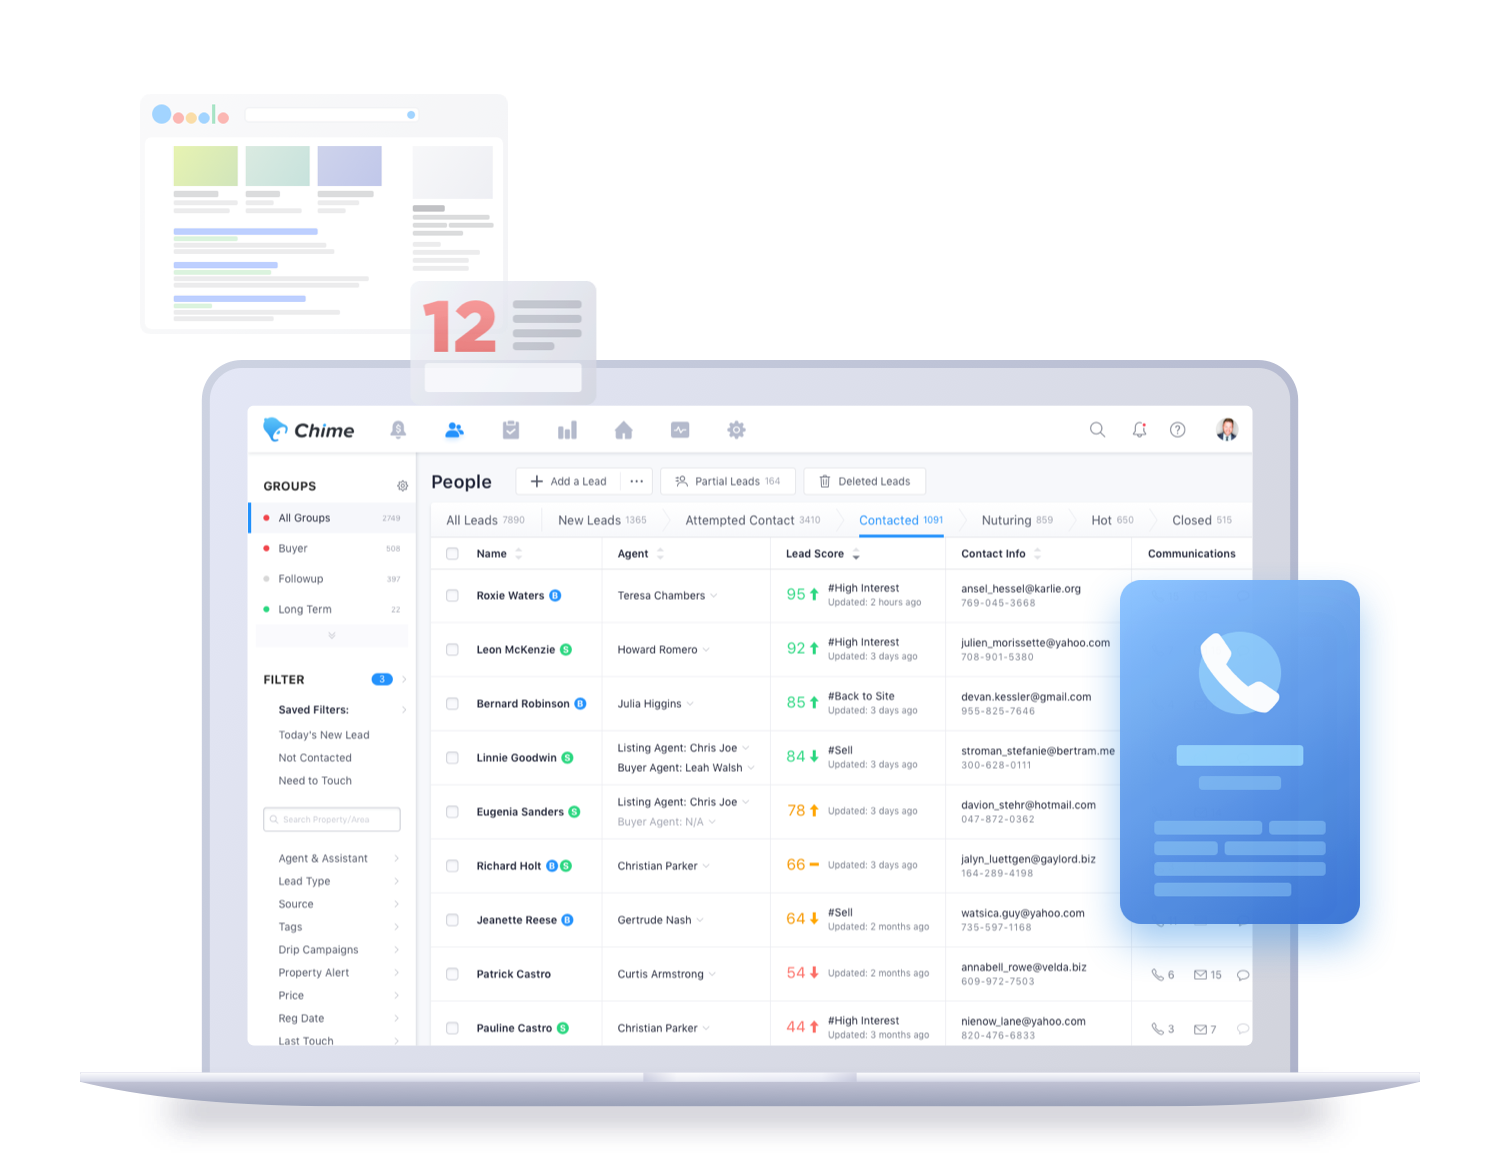 12
Chime
GROUPS
All Groups 2749
Buyer 508
Followup 397
Long Term 22
FILTER 3
Saved Filters:
Today's New Lead
Not Contacted
Need to Touch
Search Property/Area
Agent & Assistant
Lead Type
Source
Tags
Drip Campaigns
Property Alert
Price
Reg Date
Last Touch
People
Add a Lead
Partial Leads 164
Deleted Leads
All Leads 7890 New Leads 1365 Attempted Contact 3410 Contacted 1091 Nuturing 859 Hot 650 Closed 515
Name Agent Lead Score Contact Info Communications
Roxie Waters B Teresa Chambers 95 #High Interest ansel_hessel@karlie.org
Updated: 2 hours ago 769-045-3668
Leon McKenzie S Howard Romero 92 #High Interest julien_morissette@yahoo.com
Updated: 3 days ago 708-901-5380
Bernard Robinson B Julia Higgins 85 #Back to Site devan.kessler@gmail.com
Updated: 3 days ago 955-825-7646
Linnie Goodwin S Listing Agent: Chris Joe 84 #Sell stroman_stefanie@bertram.me
Buyer Agent: Leah Walsh Updated: 3 days ago 300-628-0111
Eugenia Sanders S Listing Agent: Chris Joe 78 Updated: 3 days ago davion_stehr@hotmail.com
Buyer Agent: N/A 047-872-0362
Richard Holt B S Christian Parker 66 Updated: 3 days ago jalyn_luettgen@gaylord.biz
164-289-4198
Jeanette Reese B Gertrude Nash 64 #Sell watsica.guy@yahoo.com
Updated: 2 months ago 735-597-1168
Patrick Castro Curtis Armstrong 54 Updated: 2 months ago annabell_rowe@velda.biz 6 15
609-972-7503
Pauline Castro S Christian Parker 44 #High Interest nienow_lane@yahoo.com 3 7
Updated: 3 months ago 820-476-6833